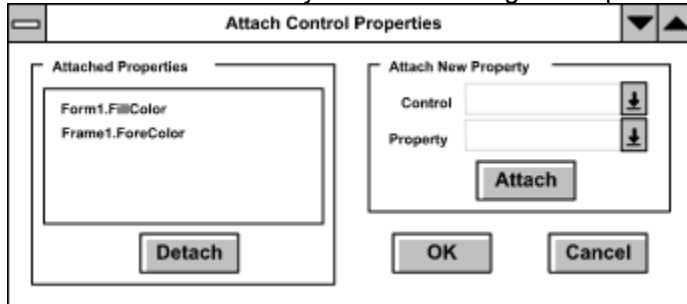 Attach Control Properties
Attached Properties
Form1.FillColor
Frame1.ForeColor
Detach
Attach New Property
Control
Property
Attach
OK
Cancel